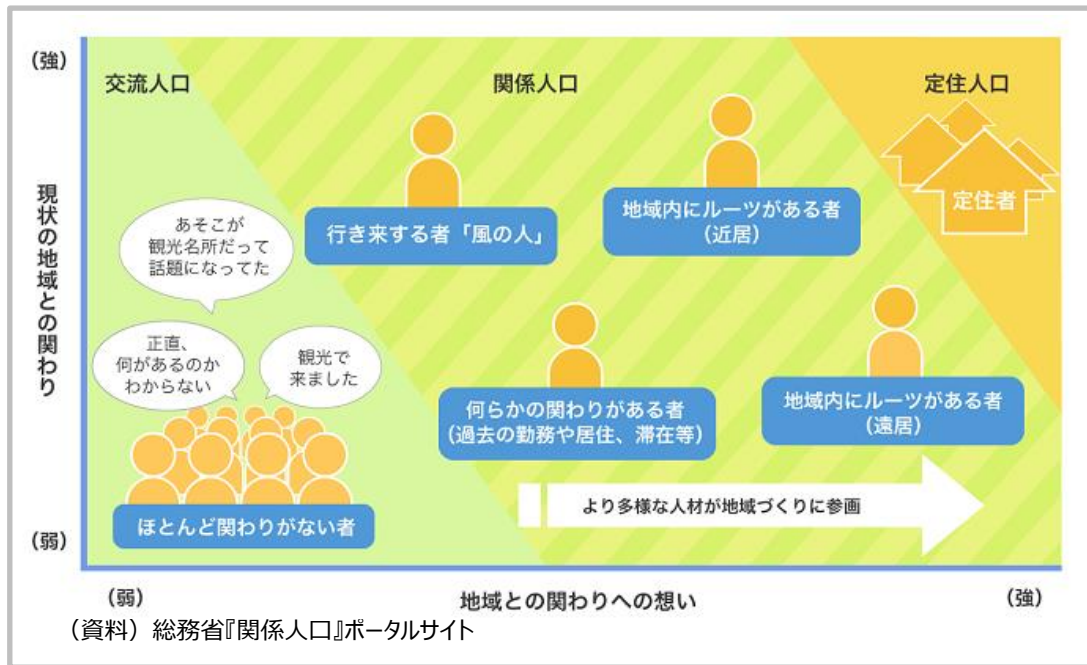 (強)
交流人口
関係人口
定住人口
現状の地域との関わり
あそこが
観光名所だって
話題になってた
行き来する者「風の人」
地域内にルーツがある者
(近居)
定住者
正直、
何があるのか
わからない
観光で
来ました
何らかの関わりがある者
(過去の勤務や居住、滞在等)
地域内にルーツがある者
(遠居)
ほとんど関わりがない者
より多様な人材が地域づくりに参画
(弱)
(弱)
地域との関わりへの想い
(強)
(資料)総務省『関係人口』ポータルサイト